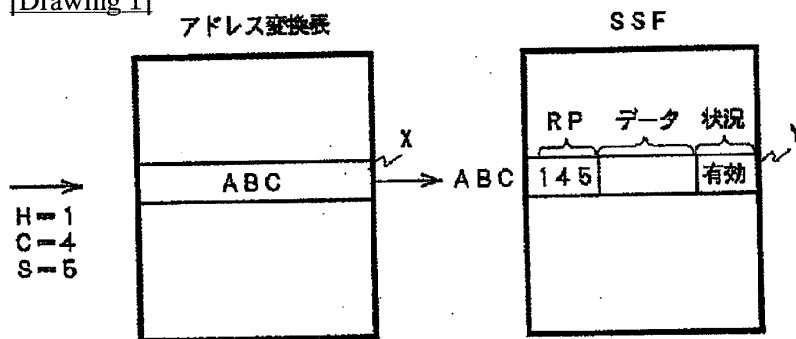 [Drawing 1]
アドレス変換表
SSF
RP データ 状況
X
Y
ABC
ABC
145
有効
H=1
C=4
S=5